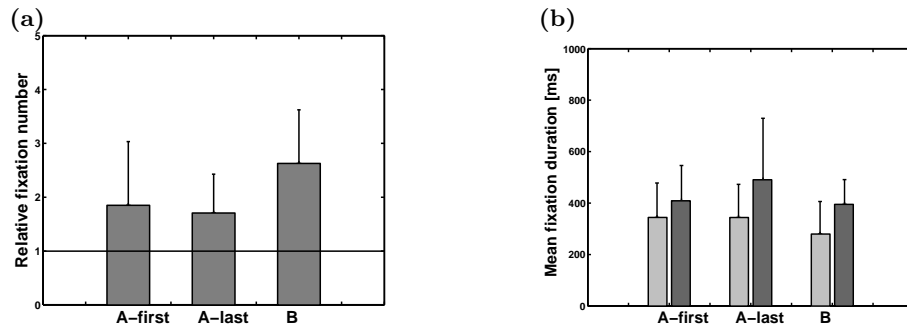 (a)
Relative fixation number
5
4
3
2
1
0
A-first A-last B
(b)
Mean fixation duration [ms]
1000
800
600
400
200
0
A-first A-last B